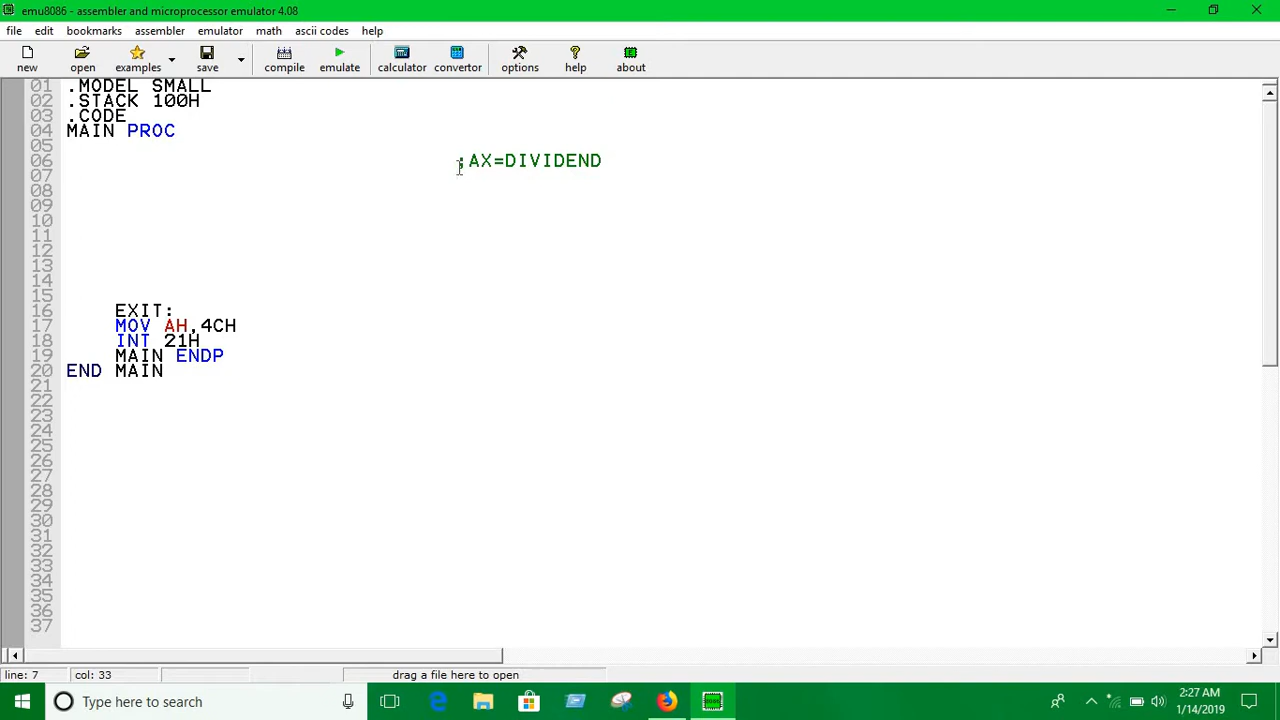 emu8086 - assembler and microprocessor emulator 4.08
file edit bookmarks assembler emulator math ascii codes help
new open examples save compile emulate calculator convertor options help about
01 .MODEL SMALL
02 .STACK 100H
03 .CODE
04 MAIN PROC
05
06 ;AX=DIVIDEND
07
08
09
10
11
12
13
14
15
16 EXIT:
17 MOV AH,4CH
18 INT 21H
19 MAIN ENDP
20 END MAIN
21
22
23
24
25
26
27
28
29
30
31
32
33
34
35
36
37
line: 7 col: 33 drag a file here to open
Type here to search
2:27 AM
1/14/2019